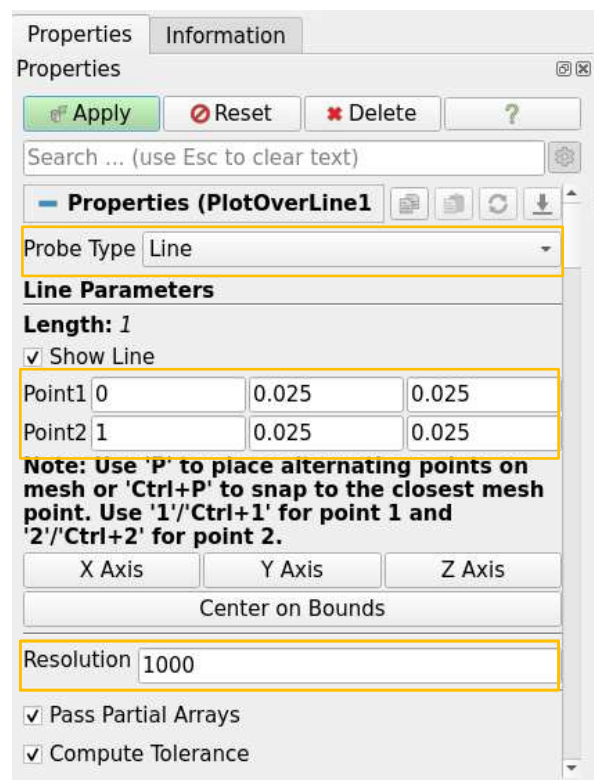 Properties Information
Properties
Apply Reset Delete ?
Search ... (use Esc to clear text)
Properties (PlotOverLine1
Probe Type Line
Line Parameters
Length: 1
Show Line
Point1 0 0.025 0.025
Point2 1 0.025 0.025
Note: Use 'P' to place alternating points on
mesh or 'Ctrl+P' to snap to the closest mesh
point. Use '1'/'Ctrl+1' for point 1 and
'2'/'Ctrl+2' for point 2.
X Axis Y Axis Z Axis
Center on Bounds
Resolution 1000
Pass Partial Arrays
Compute Tolerance